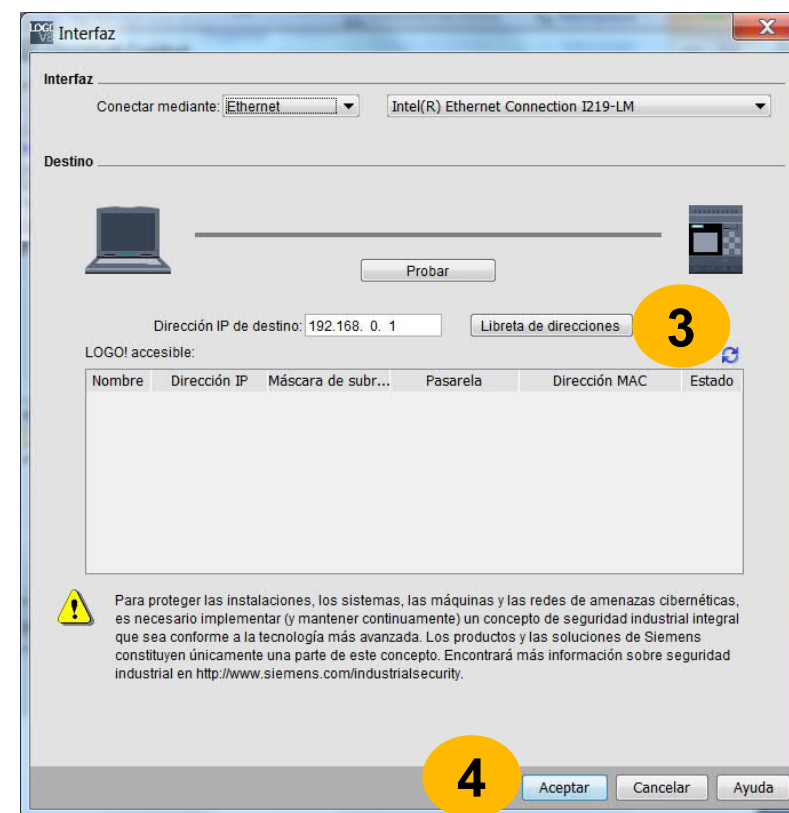 LOGO V8 Interfaz
Interfaz
Conectar mediante: Ethernet Intel(R) Ethernet Connection I219-LM
Destino
Probar
Dirección IP de destino: 192.168. 0. 1 Libreta de direcciones 3
LOGO! accesible:
Nombre Dirección IP Máscara de subr... Pasarela Dirección MAC Estado
Para proteger las instalaciones, los sistemas, las máquinas y las redes de amenazas cibernéticas,
es necesario implementar (y mantener continuamente) un concepto de seguridad industrial integral
que sea conforme a la tecnología más avanzada. Los productos y las soluciones de Siemens
constituyen únicamente una parte de este concepto. Encontrará más información sobre seguridad
industrial en http://www.siemens.com/industrialsecurity.
4 Aceptar Cancelar Ayuda